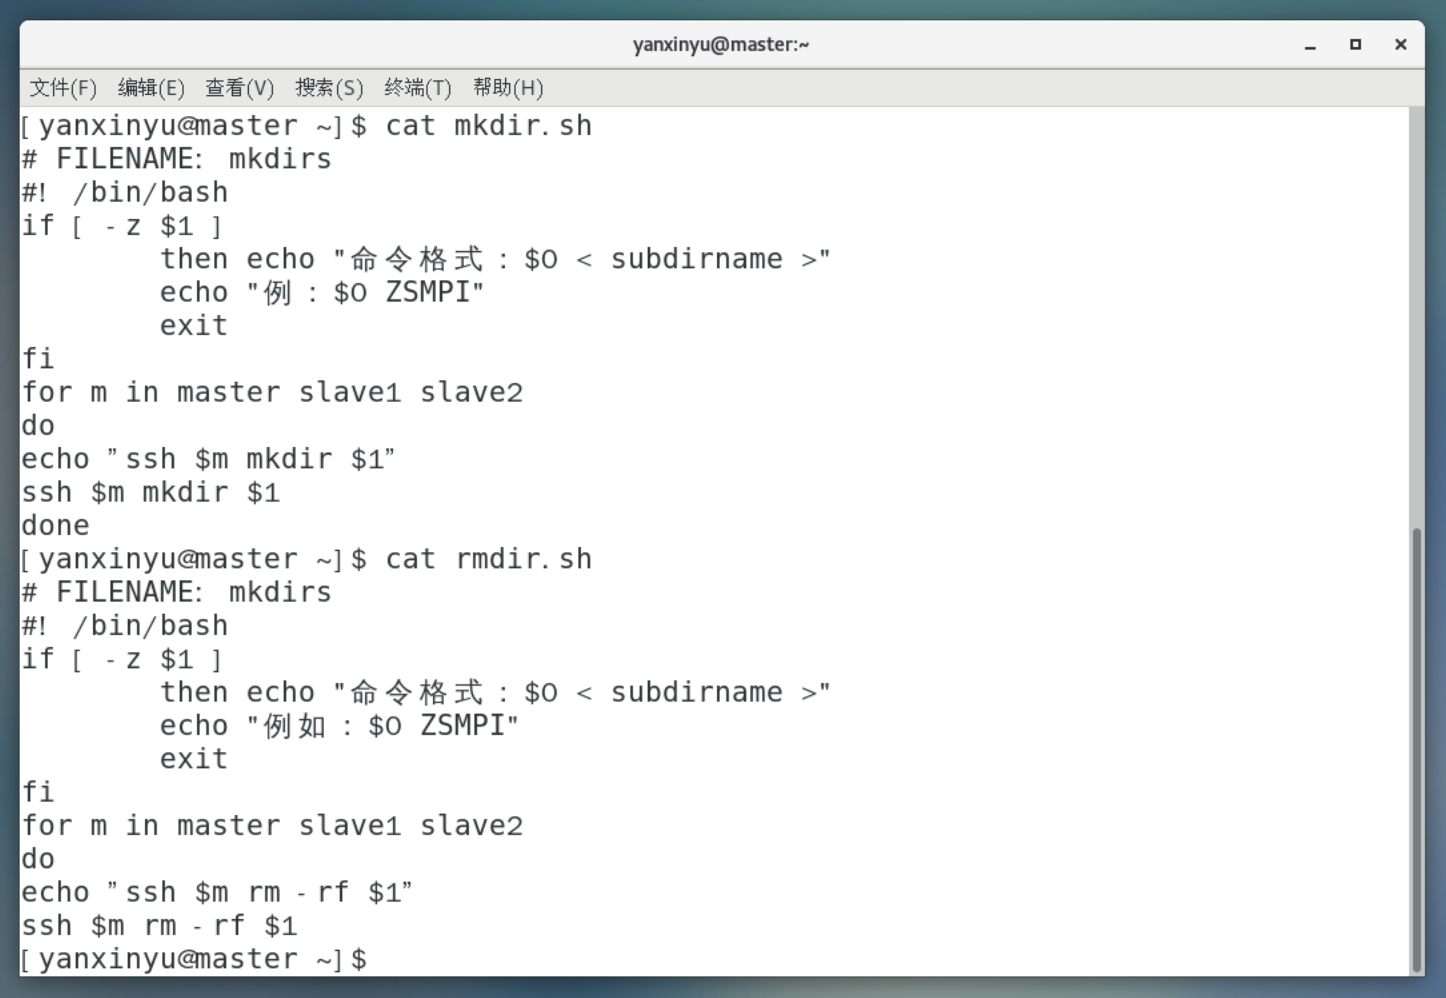 yanxinyu@master:~
文件(F) 编辑(E) 查看(V) 搜索(S) 终端(T) 帮助(H)
[yanxinyu@master ~]$ cat mkdir.sh
# FILENAME: mkdirs
#! /bin/bash
if [ -z $1 ]
        then echo "命令格式：$0 < subdirname >"
        echo "例：$0 ZSMPI"
        exit
fi
for m in master slave1 slave2
do
echo ”ssh $m mkdir $1”
ssh $m mkdir $1
done
[yanxinyu@master ~]$ cat rmdir.sh
# FILENAME: mkdirs
#! /bin/bash
if [ -z $1 ]
        then echo "命令格式：$0 < subdirname >"
        echo "例如：$0 ZSMPI"
        exit
fi
for m in master slave1 slave2
do
echo ”ssh $m rm -rf $1”
ssh $m rm -rf $1
[yanxinyu@master ~]$